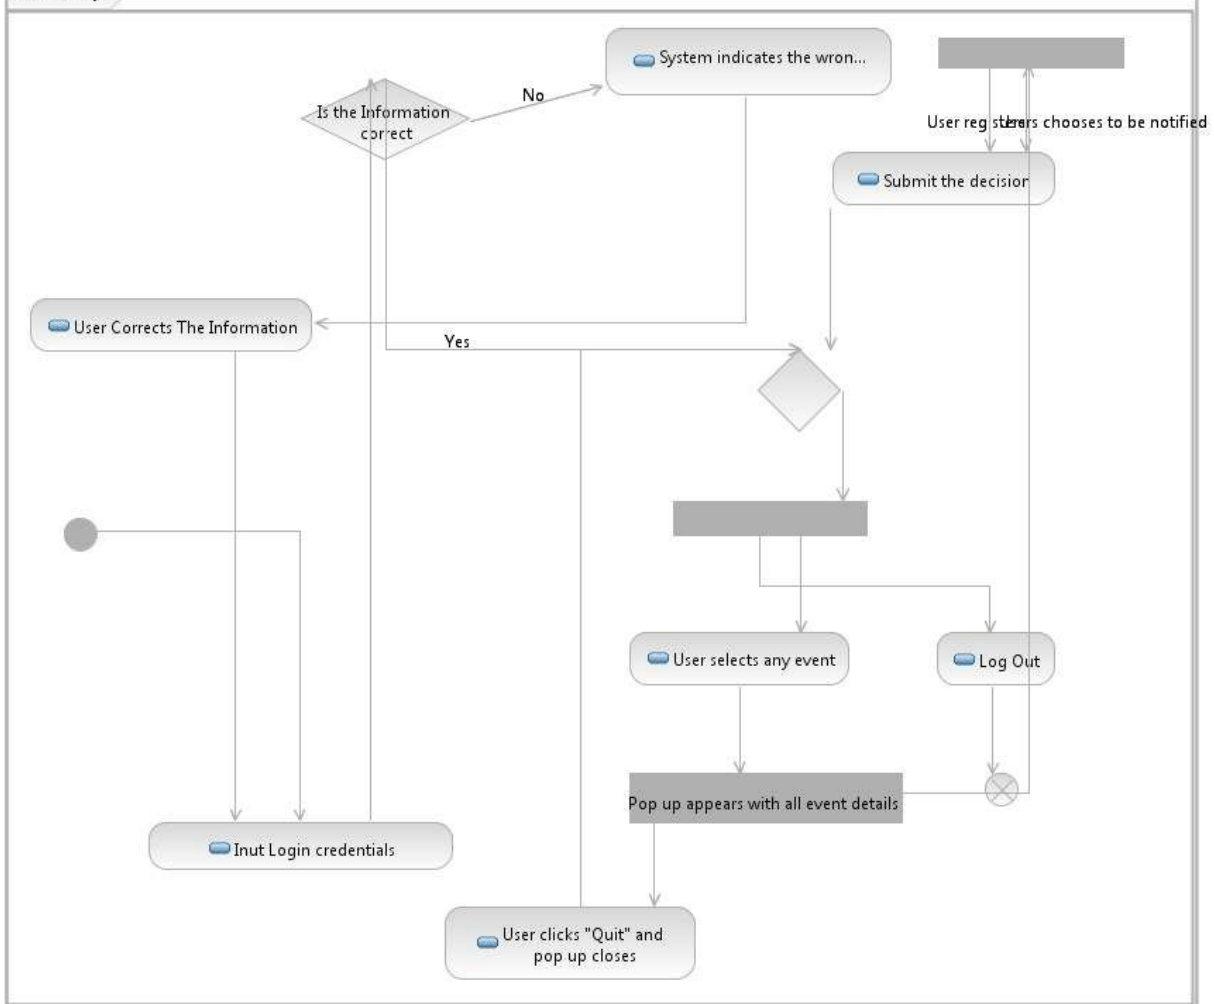 System indicates the wron...
Is the Information
correct
No
User registers
Users chooses to be notified
Submit the decision
User Corrects The Information
Yes
User selects any event
Log Out
Pop up appears with all event details
Inut Login credentials
User clicks "Quit" and
pop up closes